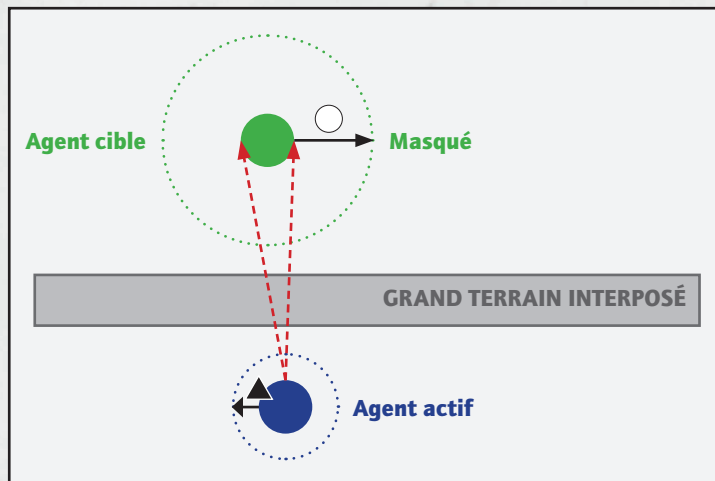 Agent cible
Masqué
GRAND TERRAIN INTERPOSÉ
Agent actif